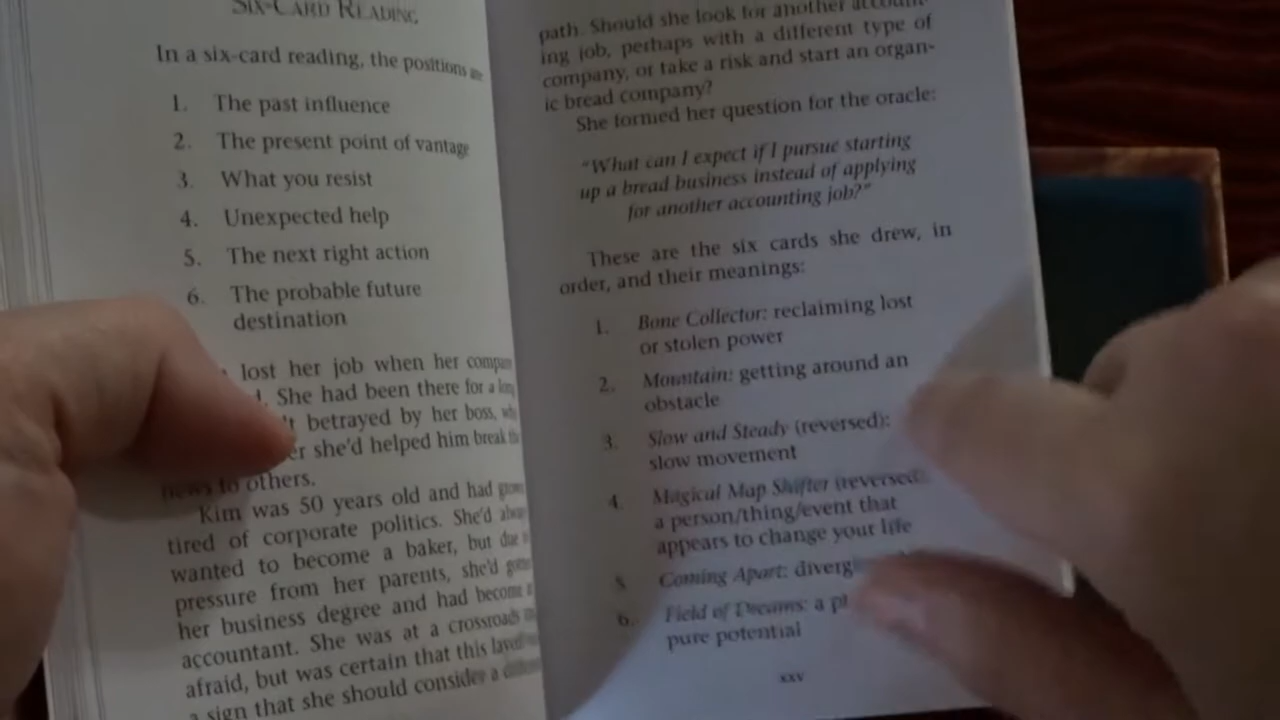 SIX-CARD READING
In a six-card reading, the positions are
1. The past influence
2. The present point of vantage
3. What you resist
4. Unexpected help
5. The next right action
6. The probable future
destination
lost her job when her company
She had been there for a long
betrayed by her boss,
she'd helped him break the
news to others.
Kim was 50 years old and had grown
tired of corporate politics. She'd always
wanted to become a baker, but due to
pressure from her parents, she'd gotten
her business degree and had become
accountant. She was at a crossroads
afraid, but was certain that this layoff
a sign that she should consider a different
path. Should she look for another account-
ing job, perhaps with a different type of
company, or take a risk and start an organ-
ic bread company?
She formed her question for the oracle:
"What can I expect if I pursue starting
up a bread business instead of applying
for another accounting job?"
These are the six cards she drew, in
order, and their meanings:
1. Bone Collector: reclaiming lost
or stolen power
2. Mountain: getting around an
obstacle
3. Slow and Steady (reversed):
slow movement
4. Magical Map Shifter (reversed):
a person/thing/event that
appears to change your life
5. Coming Apart:
6. Field of Dreams: a
pure potential
xxv